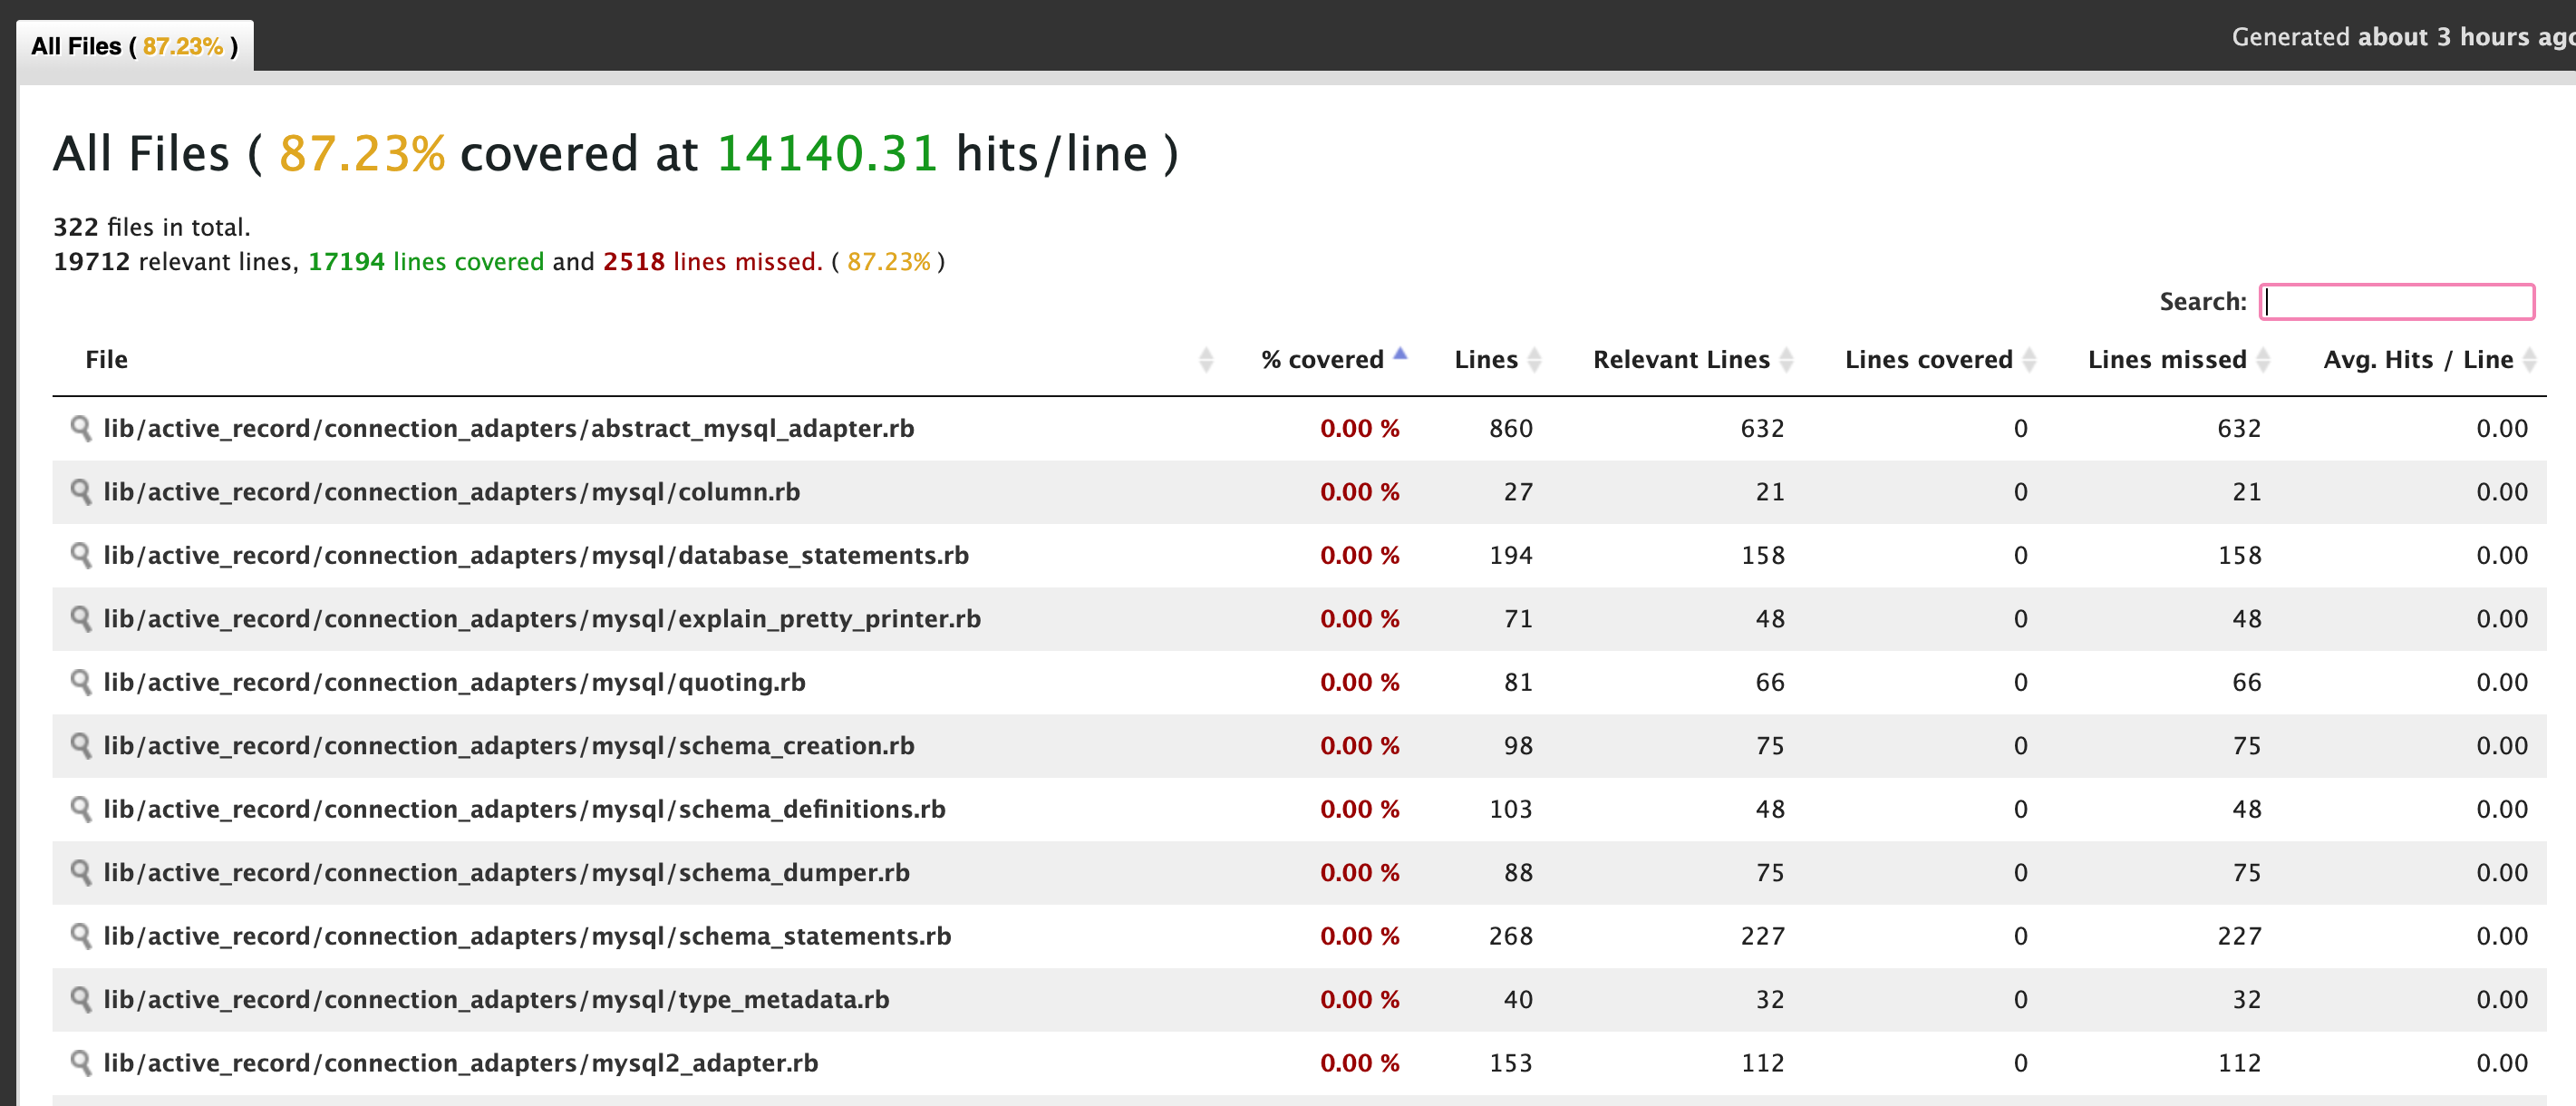 All Files ( 87.23% )
Generated about 3 hours ago
All Files ( 87.23% covered at 14140.31 hits/line )
322 files in total.
19712 relevant lines, 17194 lines covered and 2518 lines missed. ( 87.23% )
Search:
File % covered Lines Relevant Lines Lines covered Lines missed Avg. Hits / Line
lib/active_record/connection_adapters/abstract_mysql_adapter.rb 0.00 % 860 632 0 632 0.00
lib/active_record/connection_adapters/mysql/column.rb 0.00 % 27 21 0 21 0.00
lib/active_record/connection_adapters/mysql/database_statements.rb 0.00 % 194 158 0 158 0.00
lib/active_record/connection_adapters/mysql/explain_pretty_printer.rb 0.00 % 71 48 0 48 0.00
lib/active_record/connection_adapters/mysql/quoting.rb 0.00 % 81 66 0 66 0.00
lib/active_record/connection_adapters/mysql/schema_creation.rb 0.00 % 98 75 0 75 0.00
lib/active_record/connection_adapters/mysql/schema_definitions.rb 0.00 % 103 48 0 48 0.00
lib/active_record/connection_adapters/mysql/schema_dumper.rb 0.00 % 88 75 0 75 0.00
lib/active_record/connection_adapters/mysql/schema_statements.rb 0.00 % 268 227 0 227 0.00
lib/active_record/connection_adapters/mysql/type_metadata.rb 0.00 % 40 32 0 32 0.00
lib/active_record/connection_adapters/mysql2_adapter.rb 0.00 % 153 112 0 112 0.00